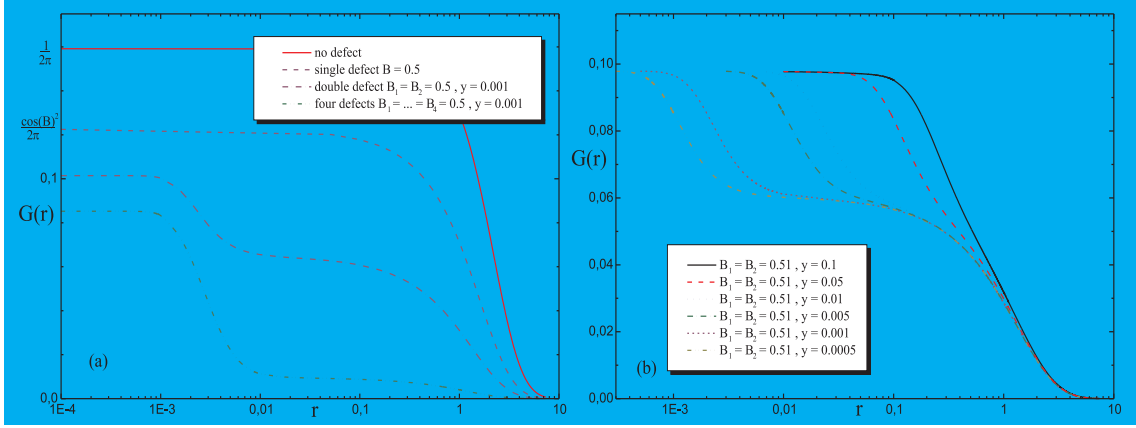 1
2π
cos(B)²
2π
0,1
G(r)
0,0
1E-4
1E-3
0,01
0,1
1
10
r
(a)
no defect
single defect B = 0.5
double defect B₁ = B₂ = 0.5 , y = 0.001
four defects B₁ = ... = B₄ = 0.5 , y = 0.001
0,10
0,08
G(r)
0,06
0,04
0,02
0,00
1E-3
0,01
0,1
1
10
r
(b)
B₁ = B₂ = 0.51 , y = 0.1
B₁ = B₂ = 0.51 , y = 0.05
B₁ = B₂ = 0.51 , y = 0.01
B₁ = B₂ = 0.51 , y = 0.005
B₁ = B₂ = 0.51 , y = 0.001
B₁ = B₂ = 0.51 , y = 0.0005